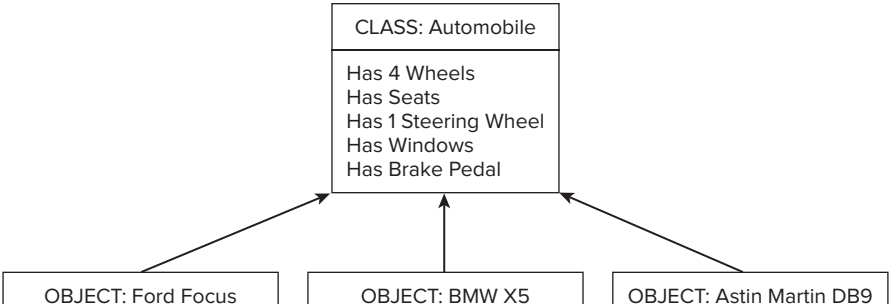 CLASS: Automobile
Has 4 Wheels
Has Seats
Has 1 Steering Wheel
Has Windows
Has Brake Pedal
OBJECT: Ford Focus
OBJECT: BMW X5
OBJECT: Astin Martin DB9